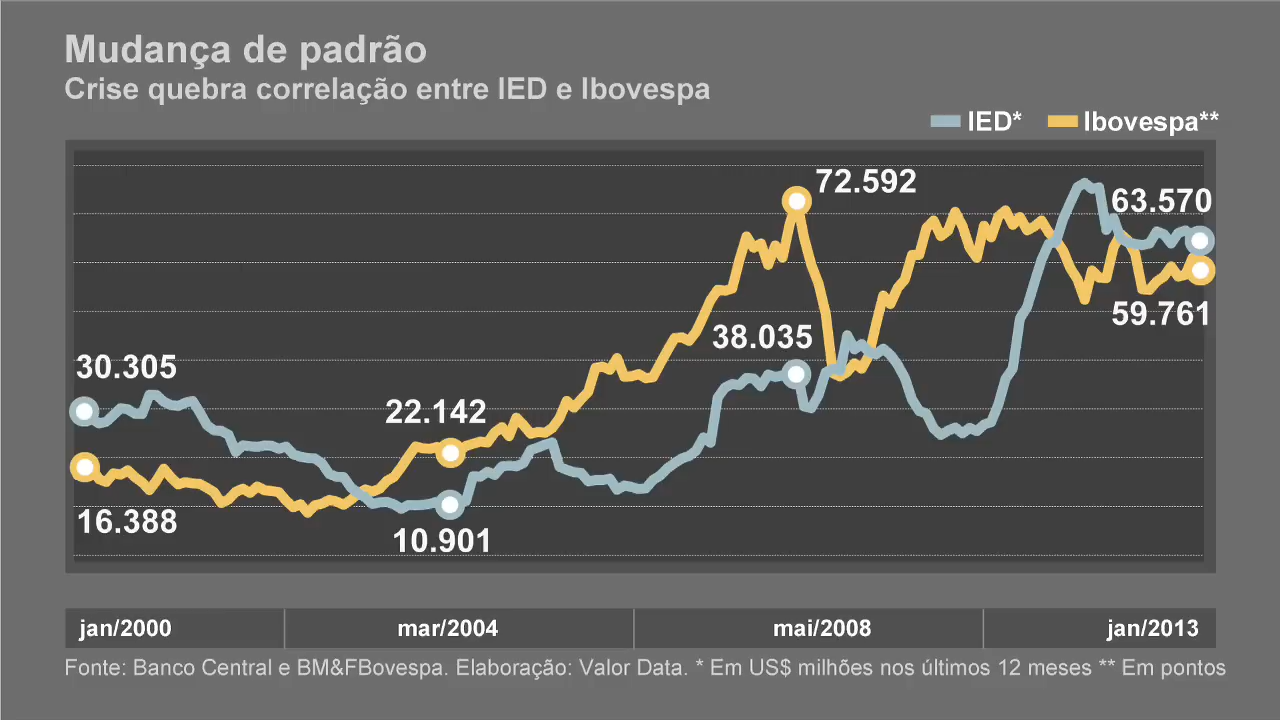 Mudança de padrão
Crise quebra correlação entre IED e Ibovespa
IED* Ibovespa**
72.592
63.570
38.035
59.761
30.305
22.142
16.388
10.901
jan/2000 mar/2004 mai/2008 jan/2013
Fonte: Banco Central e BM&FBovespa. Elaboração: Valor Data. * Em US$ milhões nos últimos 12 meses ** Em pontos